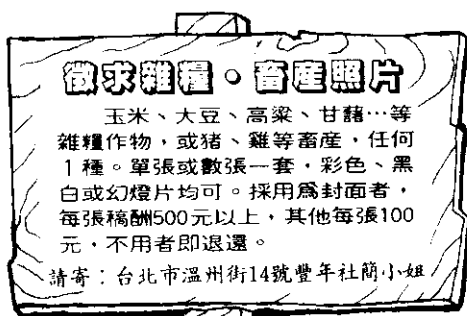 徵求雜糧。畜產照片
玉米、大豆、高粱、甘藷…等
雜糧作物,或猪、雞等畜產,任何
1種。單張或數張一套,彩色、黑
白或幻燈片均可。採用爲封面者,
每張稿酬500元以上,其他每張100
元,不用者即退還。
請寄:台北市溫州街14號豐年社簡小姐